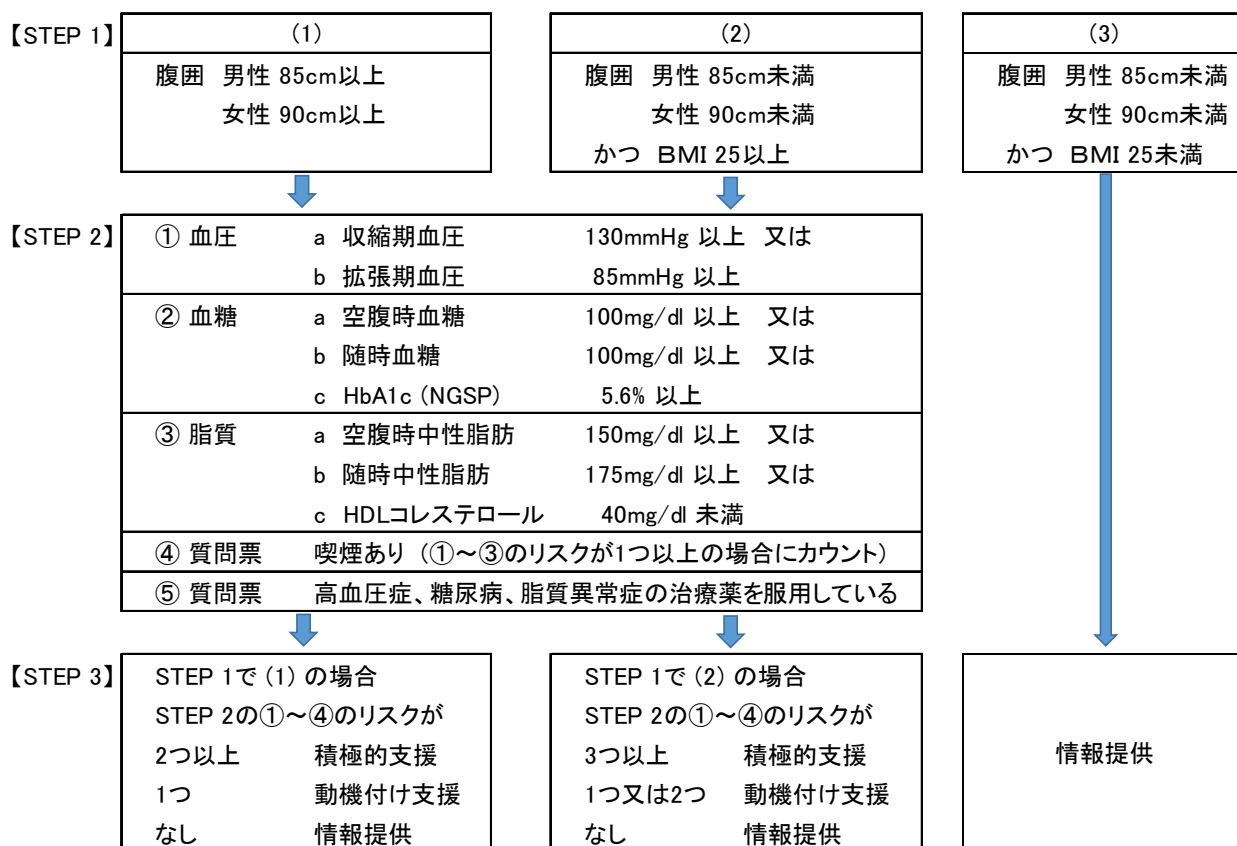 【STEP 1】 (1) (2) (3)
腹囲 男性 85cm以上 腹囲 男性 85cm未満 腹囲 男性 85cm未満
女性 90cm以上 女性 90cm未満 女性 90cm未満
かつ BMI 25以上 かつ BMI 25未満
【STEP 2】 ① 血圧 a 収縮期血圧 130mmHg 以上 又は
b 拡張期血圧 85mmHg 以上
② 血糖 a 空腹時血糖 100mg/dl 以上 又は
b 随時血糖 100mg/dl 以上 又は
c HbA1c (NGSP) 5.6% 以上
③ 脂質 a 空腹時中性脂肪 150mg/dl 以上 又は
b 随時中性脂肪 175mg/dl 以上 又は
c HDLコレステロール 40mg/dl 未満
④ 質問票 喫煙あり (①～③のリスクが1つ以上の場合にカウント)
⑤ 質問票 高血圧症、糖尿病、脂質異常症の治療薬を服用している
【STEP 3】 STEP 1で (1) の場合 STEP 1で (2) の場合
STEP 2の①～④のリスクが STEP 2の①～④のリスクが
2つ以上 積極的支援 3つ以上 積極的支援 情報提供
1つ 動機付け支援 1つ又は2つ 動機付け支援
なし 情報提供 なし 情報提供